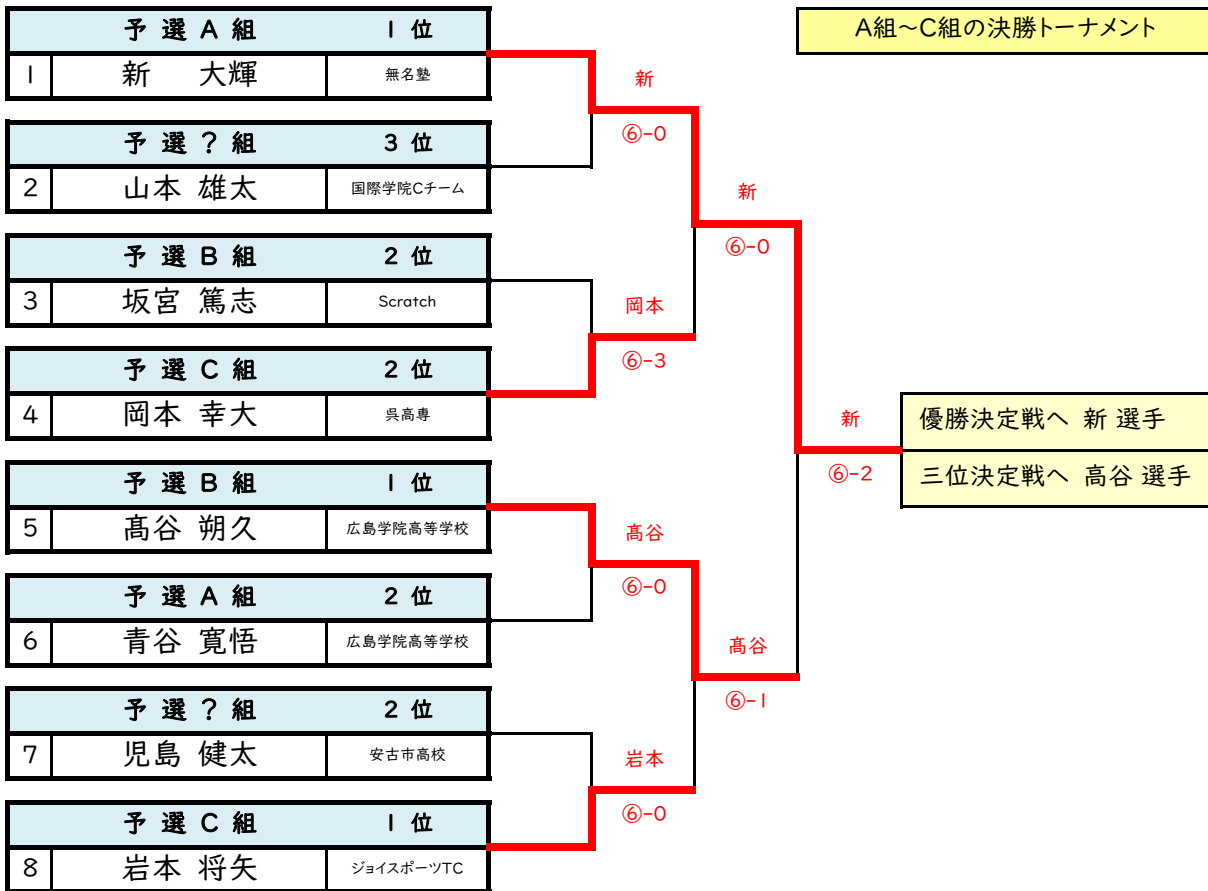 予選A組 1位
A組~C組の決勝トーナメント
1 新 大輝 無名塾
新
⑥-0
予選?組 3位
2 山本 雄太 国際学院Cチーム
新
⑥-0
予選B組 2位
3 坂宮 篤志 Scratch
岡本
⑥-3
予選C組 2位
4 岡本 幸大 呉高専
新
⑥-2
優勝決定戦へ 新 選手
三位決定戦へ 高谷 選手
予選B組 1位
5 髙谷 朔久 広島学院高等学校
髙谷
⑥-0
予選A組 2位
6 青谷 寛悟 広島学院高等学校
髙谷
⑥-1
予選?組 2位
7 児島 健太 安古市高校
岩本
⑥-0
予選C組 1位
8 岩本 将矢 ジョイスポーツTC